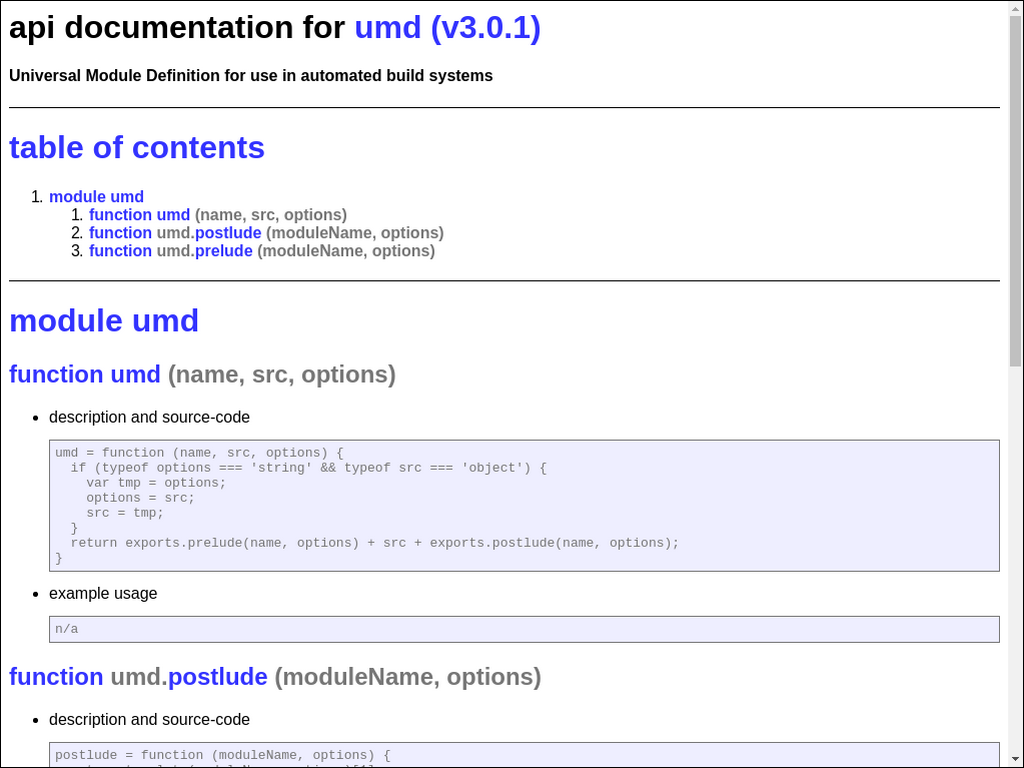 api documentation for umd (v3.0.1)
Universal Module Definition for use in automated build systems
table of contents
1. module umd
1. function umd (name, src, options)
2. function umd.postlude (moduleName, options)
3. function umd.prelude (moduleName, options)
module umd
function umd (name, src, options)
• description and source-code
umd = function (name, src, options) {
  if (typeof options === 'string' && typeof src === 'object') {
    var tmp = options;
    options = src;
    src = tmp;
  }
  return exports.prelude(name, options) + src + exports.postlude(name, options);
}
• example usage
n/a
function umd.postlude (moduleName, options)
• description and source-code
postlude = function (moduleName, options) {